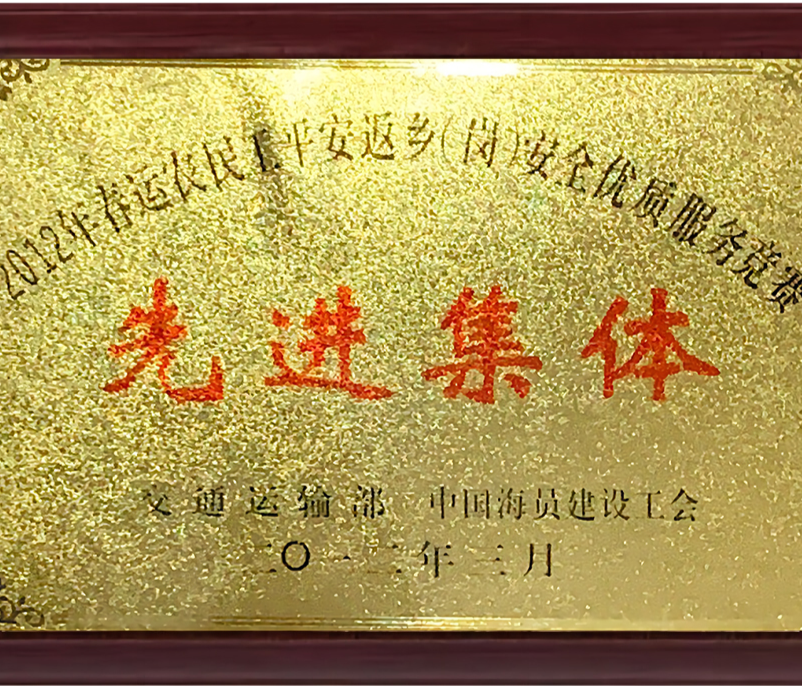 2012年春运农民工平安返乡(岗)安全优质服务竞赛
先进集体
交通运输部 中国海员建设工会
二〇一二年三月